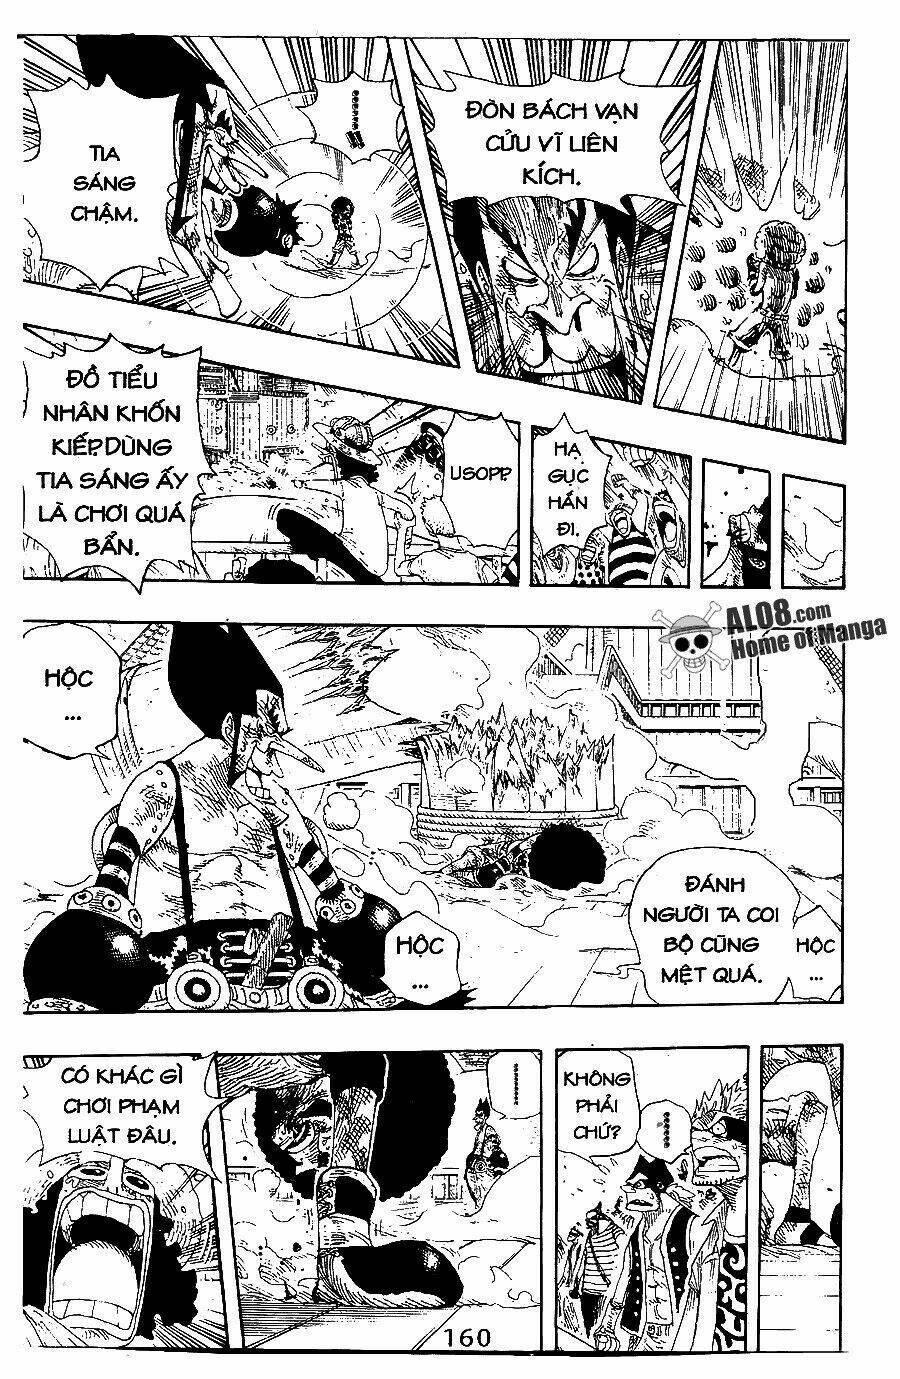 TIA
SÁNG
CHẬM.
ĐÒN BÁCH VẠN
CỬU VĨ LIÊN
KÍCH.
ĐỒ TIỂU
NHÂN KHỐN
KIẾP. DÙNG
TIA SÁNG ẤY
LÀ CHƠI QUÁ
BẨN.
USOPP?
HẠ
GỤC
HẮN
ĐI.
AL08.com
Home of Manga
HỘC
...
HỘC
...
ĐÁNH
NGƯỜI TA COI
BỘ CŨNG
MỆT QUÁ.
HỘC
...
CÓ KHÁC GÌ
CHƠI PHẠM
LUẬT ĐÂU.
KHÔNG
PHẢI
CHỨ?
160